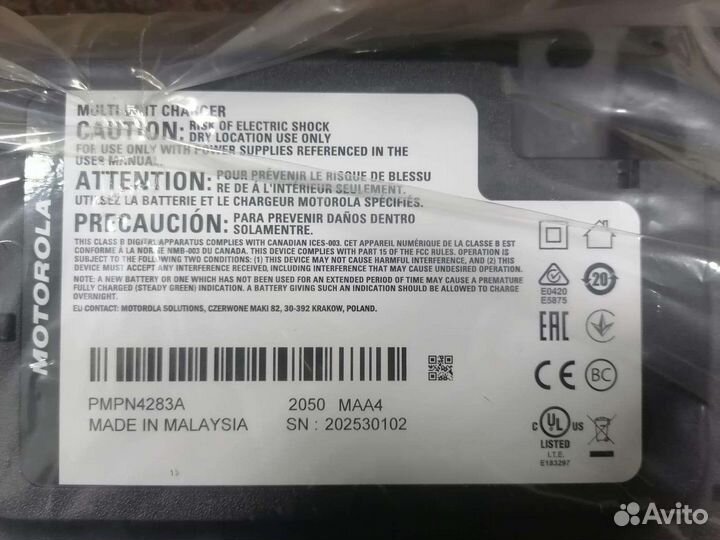 MOTOROLA
MULTI UNIT CHARGER
CAUTION: RISK OF ELECTRIC SHOCK
DRY LOCATION USE ONLY
FOR USE ONLY WITH POWER SUPPLIES REFERENCED IN THE
USER MANUAL.
ATTENTION: POUR PRÉVENIR LE RISQUE DE BLESSU
RE DE À L'INTÉRIEUR SEULEMENT.
UTILISEZ LA BATTERIE ET LE CHARGEUR MOTOROLA SPÉCIFIÉS.
PRECAUCIÓN: PARA PREVENIR DAÑOS DENTRO
SOLAMENTRE.
THIS CLASS B DIGITAL APPARATUS COMPLIES WITH CANADIAN ICES-003. CET APPAREIL NUMÉRIQUE DE LA CLASSE B EST
CONFORME À LA NORME NMB-003 DU CANADA. THIS DEVICE COMPLIES WITH PART 15 OF THE FCC RULES. OPERATION IS
SUBJECT TO THE FOLLOWING TWO CONDITIONS: (1) THIS DEVICE MAY NOT CAUSE HARMFUL INTERFERENCE, AND (2) THIS
DEVICE MUST ACCEPT ANY INTERFERENCE RECEIVED, INCLUDING INTERFERENCE THAT MAY CAUSE UNDESIRED OPERATION.
NOTE: A NEW BATTERY OR ONE WHICH HAS NOT BEEN USED FOR AN EXTENDED PERIOD OF TIME MAY CAUSE A PREMATURE
FULLY CHARGED (STEADY GREEN) INDICATION. A BATTERY GIVING SUCH AN INDICATION SHOULD BE ALLOWED TO CHARGE
OVERNIGHT.
EU CONTACT: MOTOROLA SOLUTIONS, CZERWONE MAKI 82, 30-392 KRAKOW, POLAND.
20
E0420
E5875
EAC
CE BC
PMPN4283A 2050 MAA4
MADE IN MALAYSIA SN : 202530102
C UL US
LISTED
I.T.E.
E183297
13
Avito